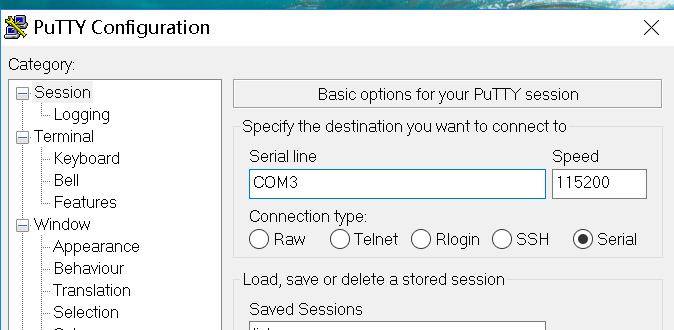 PuTTY Configuration
Category:
Session
Logging
Terminal
Keyboard
Bell
Features
Window
Appearance
Behaviour
Translation
Selection
Basic options for your PuTTY session
Specify the destination you want to connect to
Serial line Speed
COM3 115200
Connection type:
Raw Telnet Rlogin SSH Serial
Load, save or delete a stored session
Saved Sessions